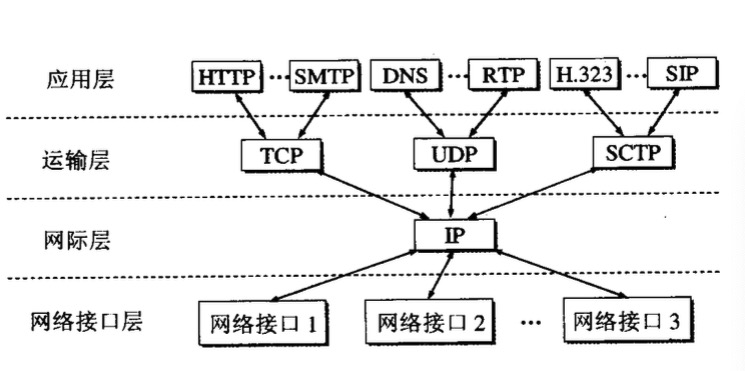 应用层 HTTP ··· SMTP DNS ··· RTP H.323 ··· SIP
运输层 TCP UDP SCTP
网际层 IP
网络接口层 网络接口 1 网络接口 2 ··· 网络接口 3